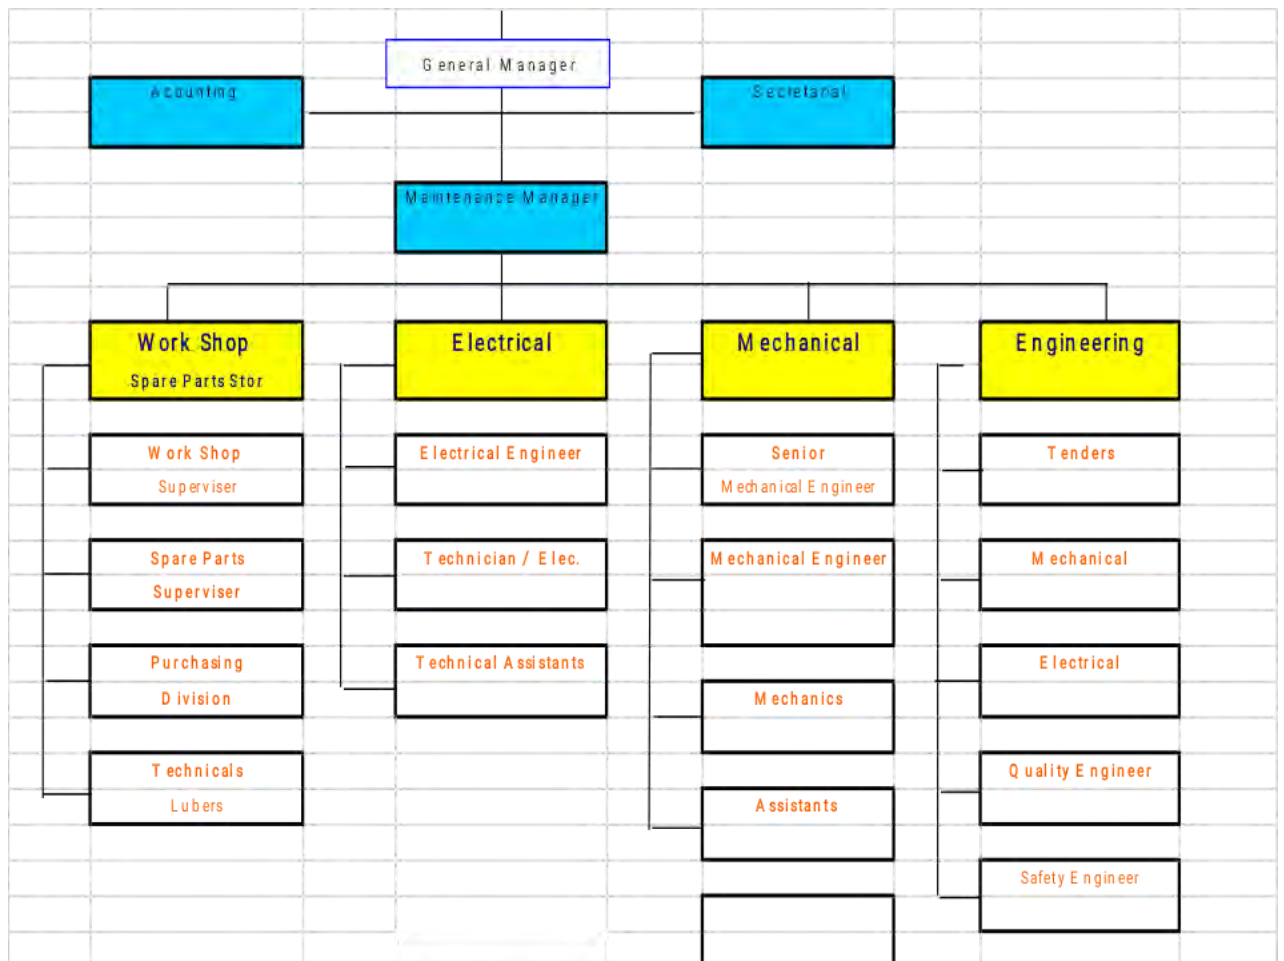 General Manager
Acounting
Secretarial
Maintenance Manager
Work Shop
Spare Parts Stor
Electrical
Mechanical
Engineering
Work Shop
Superviser
Electrical Engineer
Senior
Mechanical Engineer
Tenders
Spare Parts
Superviser
Technician / Elec.
Mechanical Engineer
Mechanical
Purchasing
Division
Technical Assistants
Mechanics
Electrical
Technicals
Lubers
Assistants
Quality Engineer
Safety Engineer